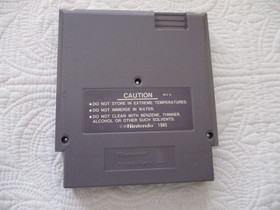 CAUTION
●DO NOT STORE IN EXTREME TEMPERATURES.
●DO NOT IMMERSE IN WATER.
●DO NOT CLEAN WITH BENZENE, THINNER,
ALCOHOL OR OTHER SUCH SOLVENTS.
©Nintendo 1985